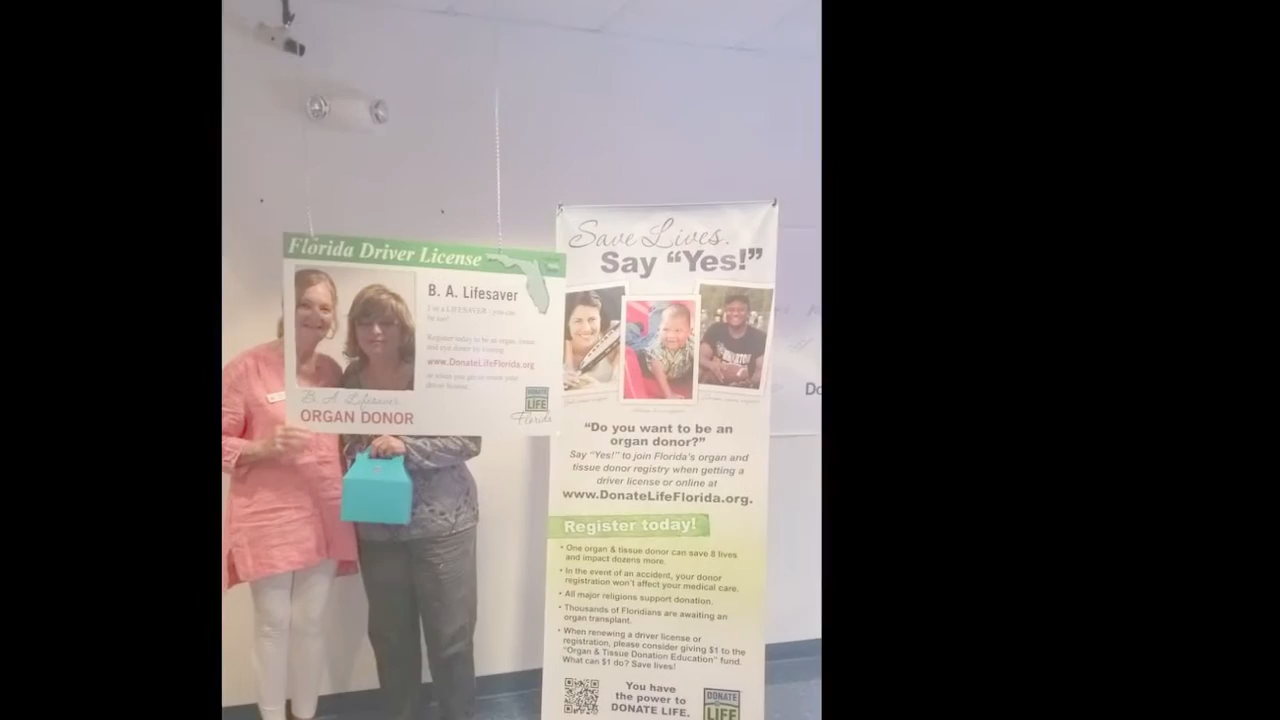 Florida Driver License
B. A. Lifesaver
I'm a LIFESAVER - you can
be too!
Register today to be an organ, tissue
and eye donor by visiting
www.DonateLifeFlorida.org
or when you get or renew your
driver license.
B. A. Lifesaver
ORGAN DONOR
DONATE
LIFE
Florida
Save Lives.
Say "Yes!"
"Do you want to be an
organ donor?"
Say "Yes!" to join Florida's organ and
tissue donor registry when getting a
driver license or online at
www.DonateLifeFlorida.org.
Register today!
• One organ & tissue donor can save 8 lives
and impact dozens more.
• In the event of an accident, your donor
registration won't affect your medical care.
• All major religions support donation.
• Thousands of Floridians are awaiting an
organ transplant.
• When renewing a driver license or
registration, please consider giving $1 to the
"Organ & Tissue Donation Education" fund.
What can $1 do? Save lives!
You have
the power to
DONATE LIFE.
DONATE
LIFE
Do